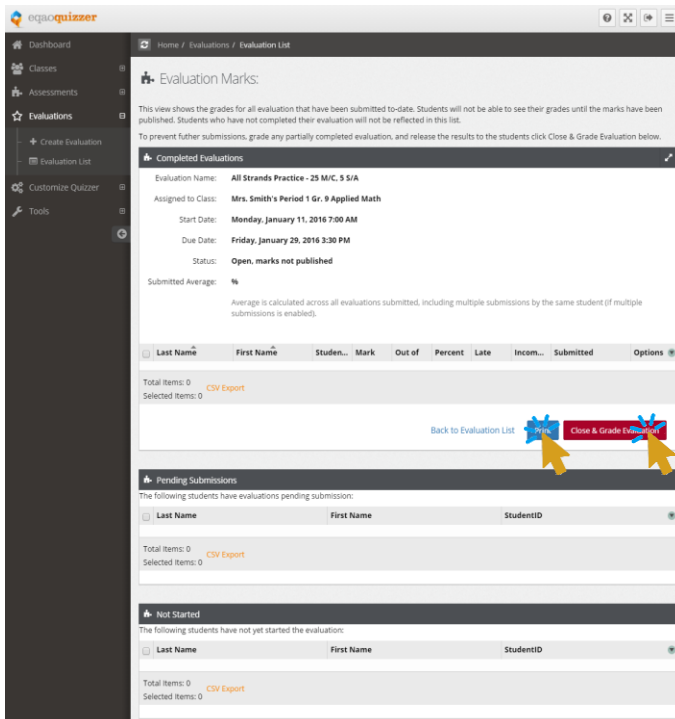 eqaoquizzer
Dashboard
Home / Evaluations / Evaluation List
Classes
Assessments
Evaluations
Create Evaluation
Evaluation List
Customize Quizzer
Tools
Evaluation Marks:
This view shows the grades for all evaluation that have been submitted to-date. Students will not be able to see their grades until the marks have been
published. Students who have not completed their evaluation will not be reflected in this list.
To prevent futher submissions, grade any partially completed evaluation, and release the results to the students click Close & Grade Evaluation below.
Completed Evaluations
Evaluation Name: All Strands Practice - 25 M/C, 5 S/A
Assigned to Class: Mrs. Smith's Period 1 Gr. 9 Applied Math
Start Date: Monday, January 11, 2016 7:00 AM
Due Date: Friday, January 29, 2016 3:30 PM
Status: Open, marks not published
Submitted Average: %
Average is calculated across all evaluations submitted, including multiple submissions by the same student (if multiple
submissions is enabled).
Last Name First Name Studen... Mark Out of Percent Late Incom... Submitted Options
Total Items: 0
CSV Export
Selected Items: 0
Back to Evaluation List Print Close & Grade Evaluation
Pending Submissions
The following students have evaluations pending submission:
Last Name First Name StudentID
Total Items: 0
CSV Export
Selected Items: 0
Not Started
The following students have not yet started the evaluation:
Last Name First Name StudentID
Total Items: 0
CSV Export
Selected Items: 0